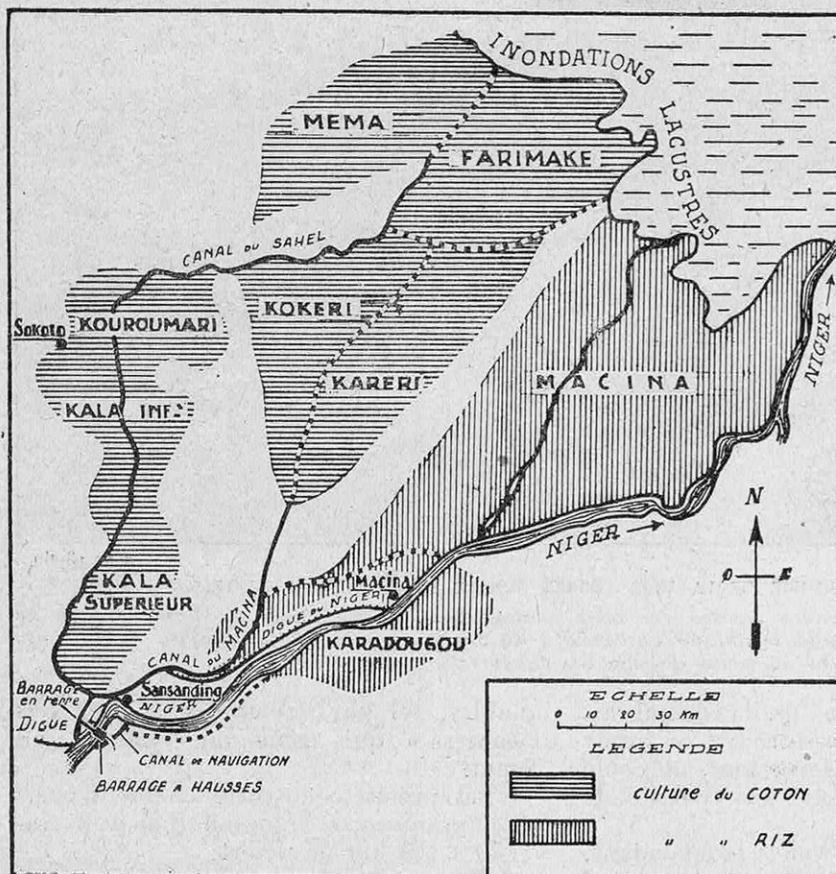 INONDATIONS
LACUSTRES
MEMA
FARIMAKE
CANAL DU SAHEL
KOKERI
Sokolo
KOUROUMARI
KARERI
MACINA
NIGER
KALA INF.
N
O E
NIGER
KALA
SUPERIEUR
Macina
DIGUE DU NIGER
CANAL DU MACINA
KARADOUGOU
Sansanding
NIGER
BARRAGE
en terre
DIGUE
CANAL DE NAVIGATION
BARRAGE A HAUSSES
ECHELLE
0 10 20 30 Km
LEGENDE
culture du COTON
" " RIZ